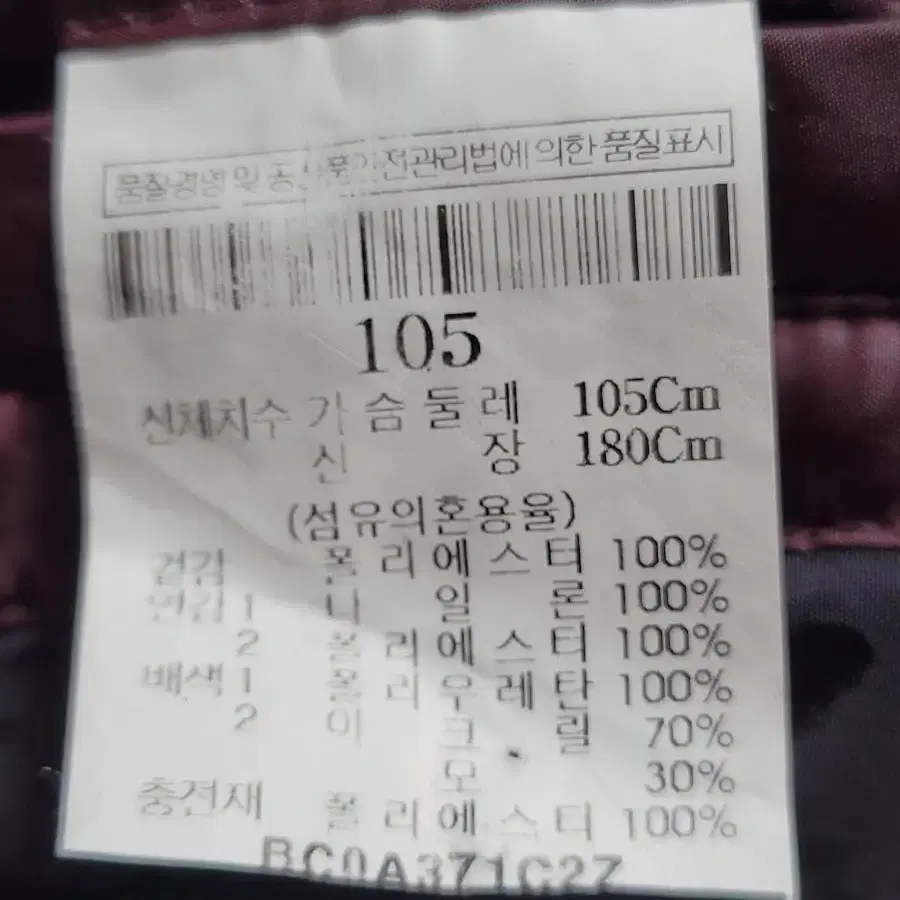 품질경영 및 공산품안전관리법에 의한 품질표시
105
신체치수 가슴둘레 105Cm
신장 180Cm
(섬유의혼용율)
겉감 폴리에스터 100%
안감 1 나일론 100%
2 폴리에스터 100%
배색 1 폴리우레탄 100%
2 아크릴 70%
모 30%
충전재 폴리에스터 100%
BC0A371C2Z